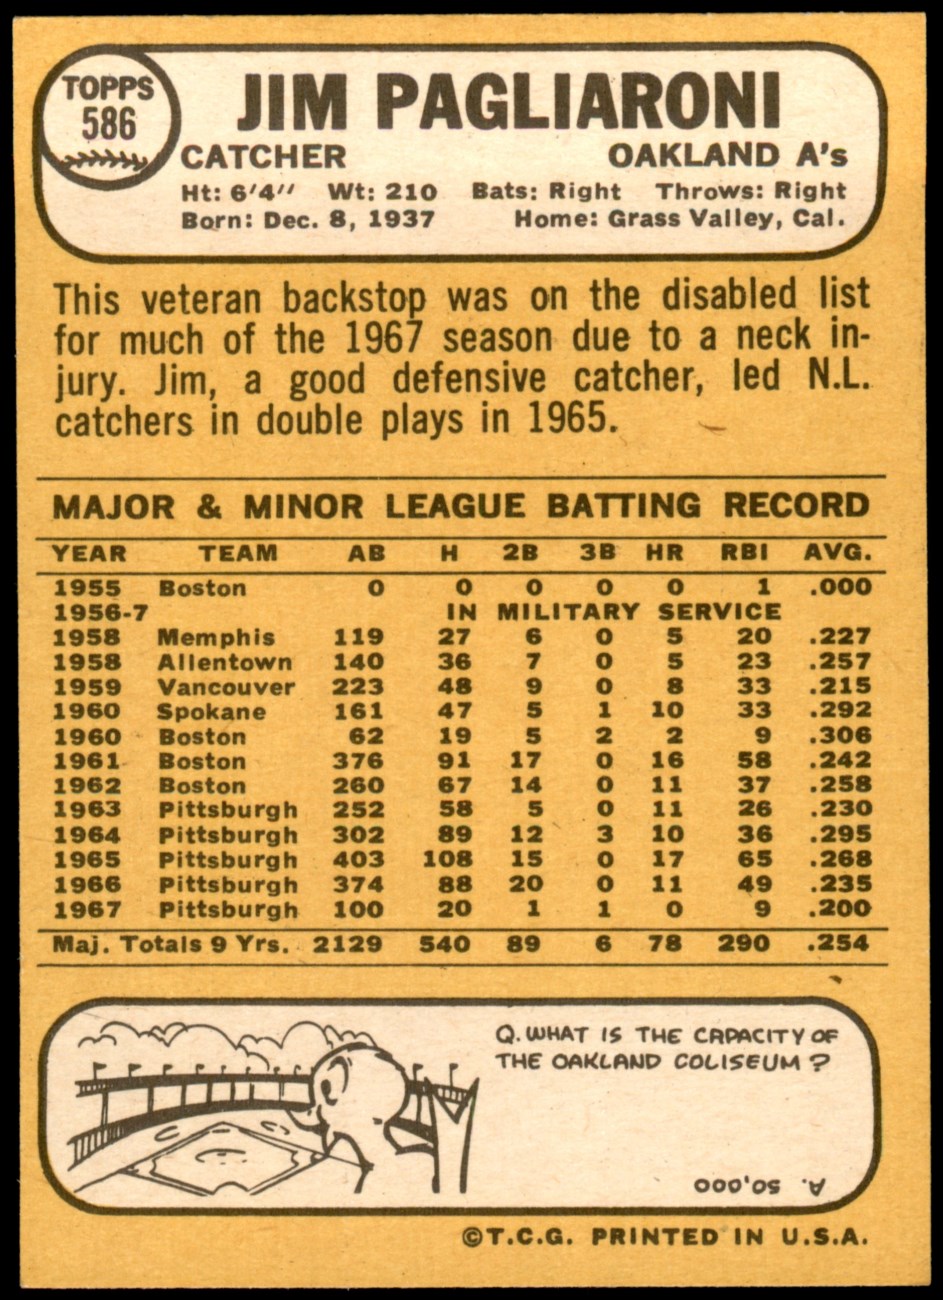 TOPPS
586
JIM PAGLIARONI
CATCHER OAKLAND A's
Ht: 6'4" Wt: 210 Bats: Right Throws: Right
Born: Dec. 8, 1937 Home: Grass Valley, Cal.
This veteran backstop was on the disabled list
for much of the 1967 season due to a neck in-
jury. Jim, a good defensive catcher, led N.L.
catchers in double plays in 1965.
MAJOR & MINOR LEAGUE BATTING RECORD
YEAR TEAM AB H 2B 3B HR RBI AVG.
1955 Boston 0 0 0 0 0 1 .000
1956-7 IN MILITARY SERVICE
1958 Memphis 119 27 6 0 5 20 .227
1958 Allentown 140 36 7 0 5 23 .257
1959 Vancouver 223 48 9 0 8 33 .215
1960 Spokane 161 47 5 1 10 33 .292
1960 Boston 62 19 5 2 2 9 .306
1961 Boston 376 91 17 0 16 58 .242
1962 Boston 260 67 14 0 11 37 .258
1963 Pittsburgh 252 58 5 0 11 26 .230
1964 Pittsburgh 302 89 12 3 10 36 .295
1965 Pittsburgh 403 108 15 0 17 65 .268
1966 Pittsburgh 374 88 20 0 11 49 .235
1967 Pittsburgh 100 20 1 1 0 9 .200
Maj. Totals 9 Yrs. 2129 540 89 6 78 290 .254
Q. WHAT IS THE CAPACITY OF
THE OAKLAND COLISEUM?
A. 50,000
©T.C.G. PRINTED IN U.S.A.